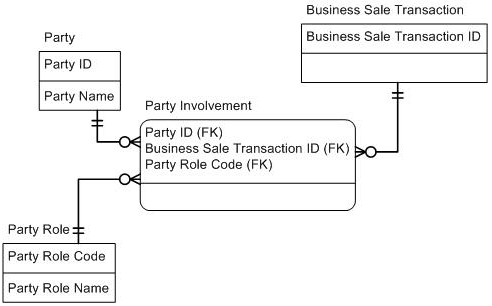 Business Sale Transaction
Business Sale Transaction ID
Party
Party ID
Party Name
Party Involvement
Party ID (FK)
Business Sale Transaction ID (FK)
Party Role Code (FK)
Party Role
Party Role Code
Party Role Name